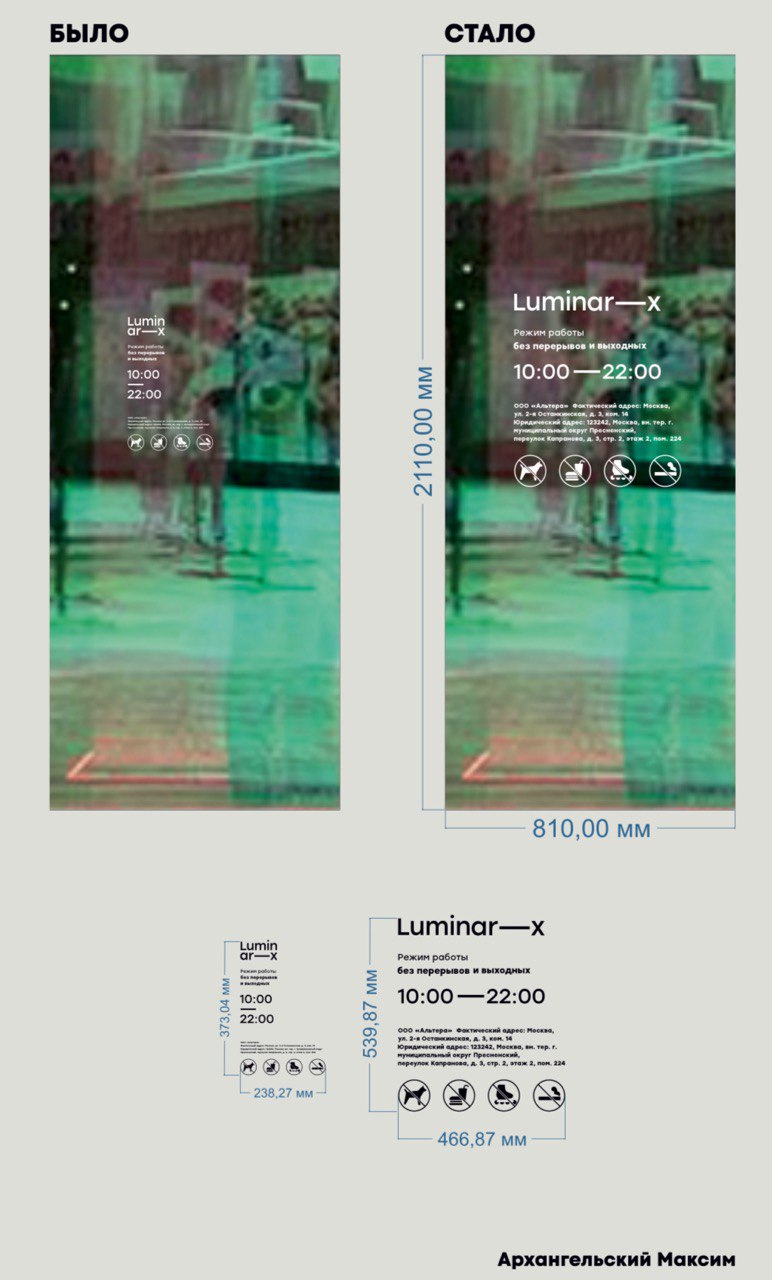 БЫЛО
СТАЛО
Lumin
ar—x
Режим работы
без перерывов
и выходных
10:00
—
22:00
Luminar—x
Режим работы
без перерывов и выходных
10:00 — 22:00
ООО «Альтера» Фактический адрес: Москва,
ул. 2-я Останкинская, д. 3, ком. 14
Юридический адрес: 123242, Москва, вн. тер. г.
муниципальный округ Пресненский,
переулок Капранова, д. 3, стр. 2, этаж 2, пом. 224
2110,00 мм
810,00 мм
Lumin
ar—x
Режим работы
без перерывов
и выходных
10:00
—
22:00
373,04 мм
238,27 мм
Luminar—x
Режим работы
без перерывов и выходных
10:00 — 22:00
ООО «Альтера» Фактический адрес: Москва,
ул. 2-я Останкинская, д. 3, ком. 14
Юридический адрес: 123242, Москва, вн. тер. г.
муниципальный округ Пресненский,
переулок Капранова, д. 3, стр. 2, этаж 2, пом. 224
539,87 мм
466,87 мм
Архангельский Максим